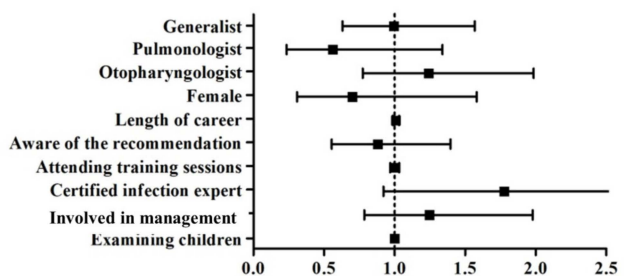 Generalist
Pulmonologist
Otopharyngologist
Female
Length of career
Aware of the recommendation
Attending training sessions
Certified infection expert
Involved in management
Examining children
0.0 0.5 1.0 1.5 2.0 2.5